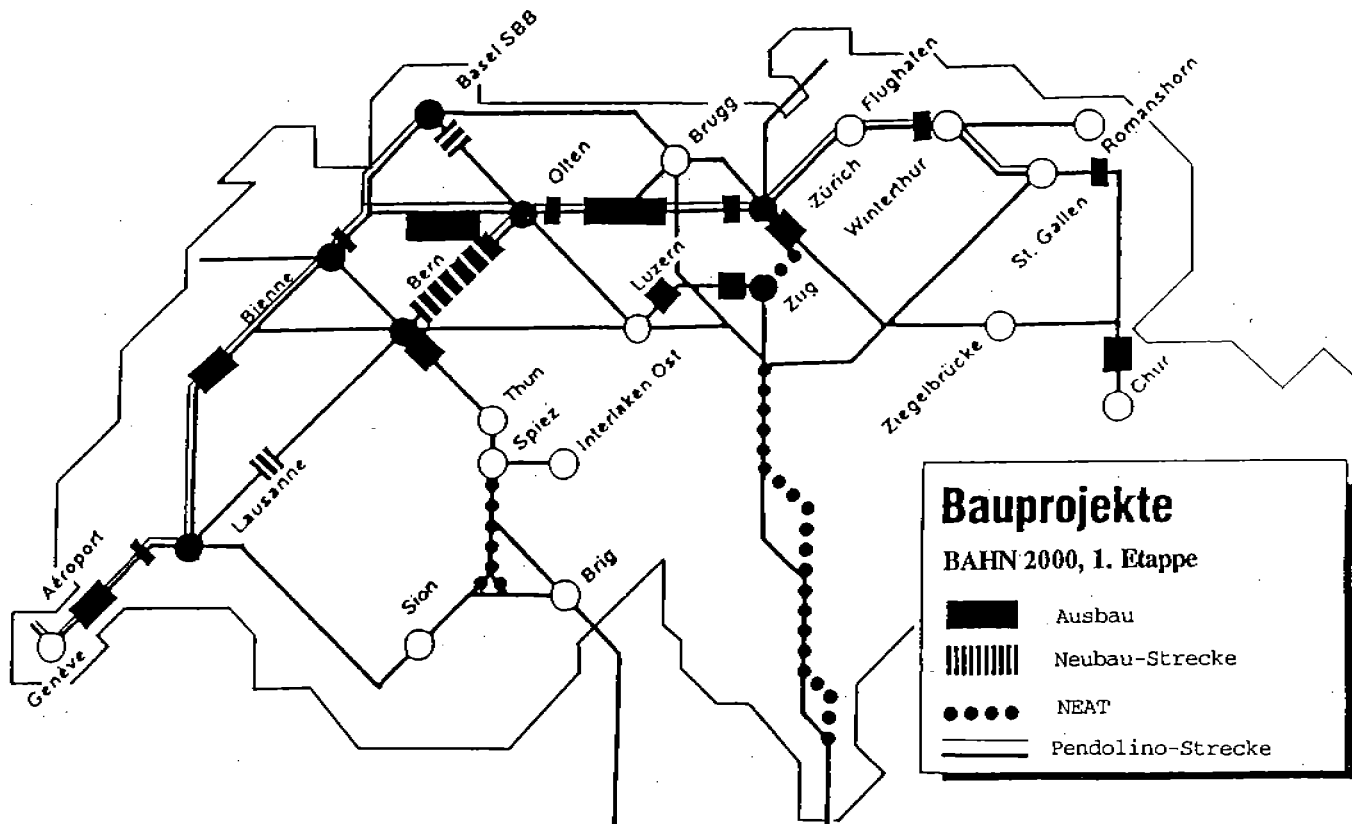 Basel SBB
Brugg
Flughafen
Romanshorn
Olten
Zürich
Winterthur
St. Gallen
Bienne
Bern
Luzern
Zug
Ziegelbrücke
Chur
Thun
Spiez
Interlaken Ost
Lausanne
Aéroport
Genève
Sion
Brig
Bauprojekte
BAHN 2000, 1. Etappe
Ausbau
Neubau-Strecke
NEAT
Pendolino-Strecke